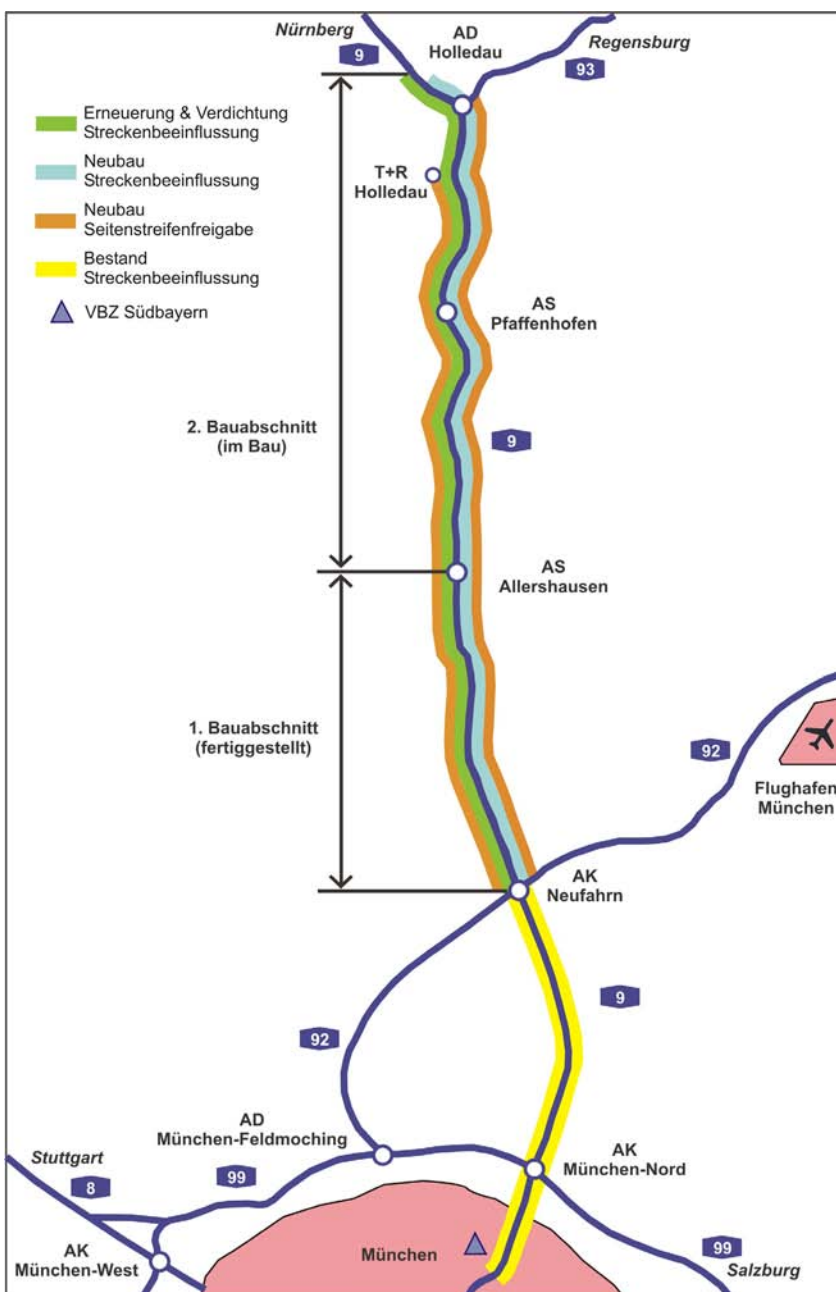 Nürnberg
9
AD
Holledau
Regensburg
93
Erneuerung & Verdichtung
Streckenbeeinflussung
Neubau
Streckenbeeinflussung
Neubau
Seitenstreifenfreigabe
Bestand
Streckenbeeinflussung
VBZ Südbayern
T+R
Holledau
AS
Pfaffenhofen
2. Bauabschnitt
(im Bau)
9
AS
Allershausen
1. Bauabschnitt
(fertiggestellt)
92
Flughafen
München
AK
Neufahrn
9
92
AD
München-Feldmoching
AK
München-Nord
Stuttgart
8
99
AK
München-West
München
99
Salzburg